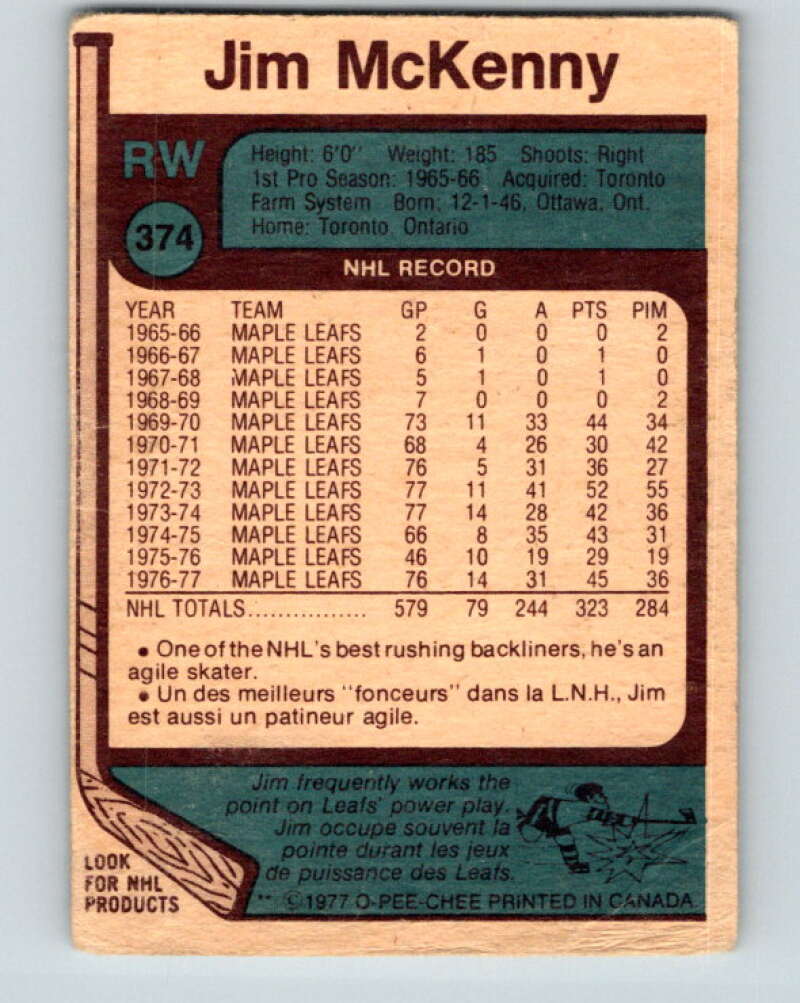 Jim McKenny
RW
374
Height: 6'0" Weight: 185 Shoots: Right
1st Pro Season: 1965-66 Acquired: Toronto
Farm System Born: 12-1-46, Ottawa, Ont.
Home: Toronto, Ontario
NHL RECORD
YEAR TEAM GP G A PTS PIM
1965-66 MAPLE LEAFS 2 0 0 0 2
1966-67 MAPLE LEAFS 6 1 0 1 0
1967-68 MAPLE LEAFS 5 1 0 1 0
1968-69 MAPLE LEAFS 7 0 0 0 2
1969-70 MAPLE LEAFS 73 11 33 44 34
1970-71 MAPLE LEAFS 68 4 26 30 42
1971-72 MAPLE LEAFS 76 5 31 36 27
1972-73 MAPLE LEAFS 77 11 41 52 55
1973-74 MAPLE LEAFS 77 14 28 42 36
1974-75 MAPLE LEAFS 66 8 35 43 31
1975-76 MAPLE LEAFS 46 10 19 29 19
1976-77 MAPLE LEAFS 76 14 31 45 36
NHL TOTALS................ 579 79 244 323 284
• One of the NHL's best rushing backliners, he's an
agile skater.
• Un des meilleurs "fonceurs" dans la L.N.H., Jim
est aussi un patineur agile.
Jim frequently works the
point on Leafs' power play.
Jim occupe souvent la
pointe durant les jeux
de puissance des Leafs.
LOOK
FOR NHL
PRODUCTS
** ©1977 O-PEE-CHEE PRINTED IN CANADA